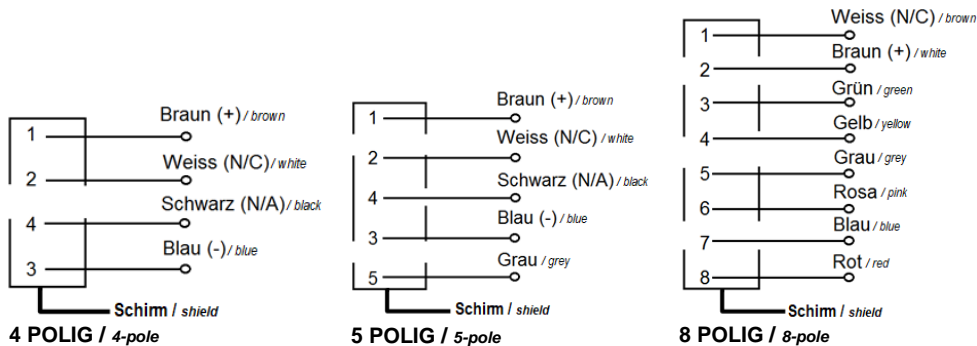 1 Braun (+) / brown
2 Weiss (N/C) / white
4 Schwarz (N/A) / black
3 Blau (-) / blue
Schirm / shield
4 POLIG / 4-pole
1 Braun (+) / brown
2 Weiss (N/C) / white
4 Schwarz (N/A) / black
3 Blau (-) / blue
5 Grau / grey
Schirm / shield
5 POLIG / 5-pole
1 Weiss (N/C) / brown
2 Braun (+) / white
3 Grün / green
4 Gelb / yellow
5 Grau / grey
6 Rosa / pink
7 Blau / blue
8 Rot / red
Schirm / shield
8 POLIG / 8-pole